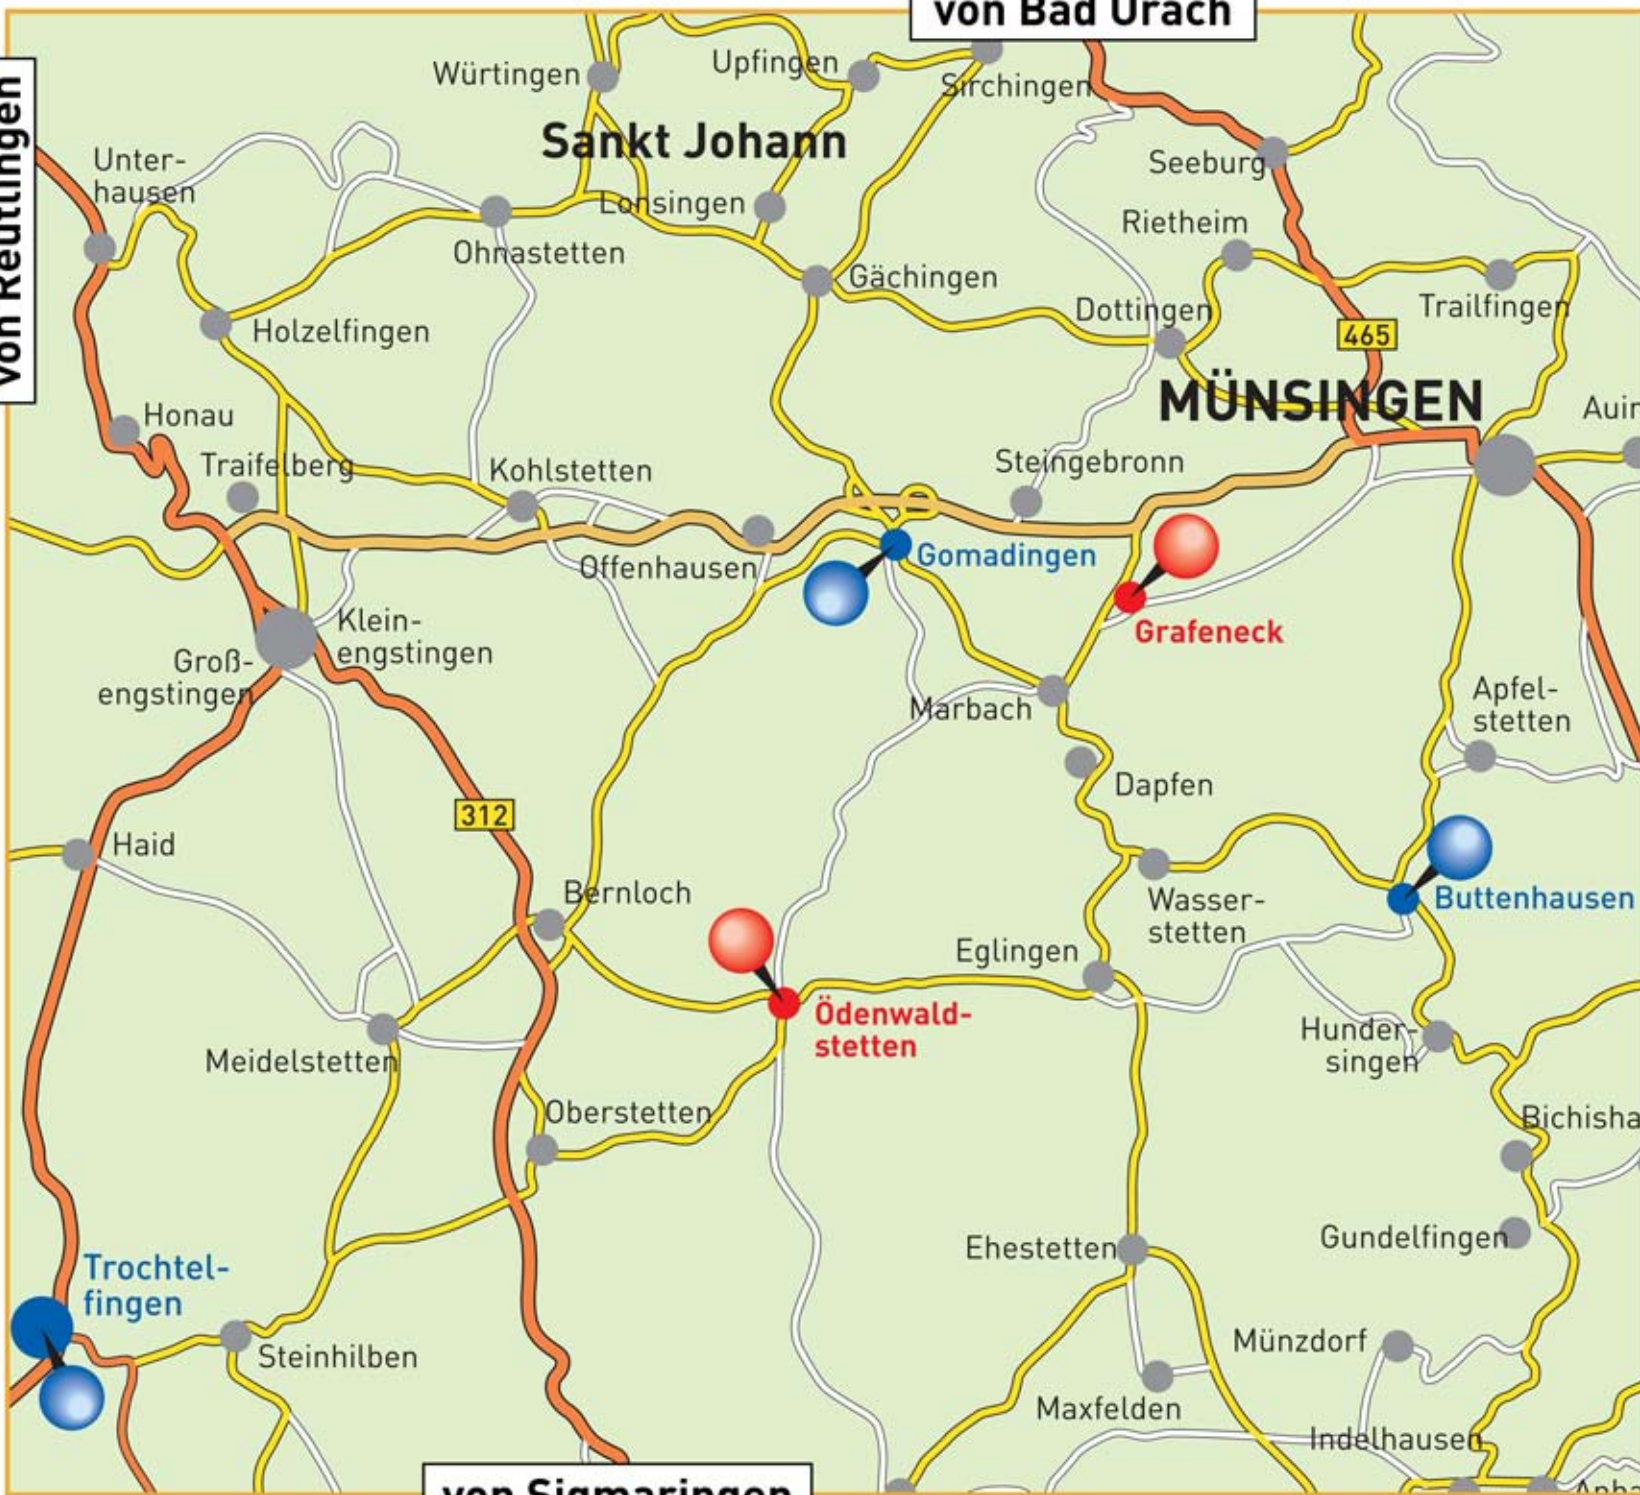 von Bad Urach
von Reutlingen
Würtingen
Upfingen
Sirchingen
Sankt Johann
Unter-
hausen
Seeburg
Lonsingen
Rietheim
Ohnastetten
Gächingen
Dottingen
Trailfingen
Holzelfingen
465
MÜNSINGEN
Honau
Traifelberg
Kohlstetten
Steingebronn
Offenhausen
Gomadingen
Grafeneck
Klein-
engstingen
Groß-
engstingen
Marbach
Apfel-
stetten
Dapfen
312
Haid
Bernloch
Wasser-
stetten
Buttenhausen
Eglingen
Ödenwald-
stetten
Hunder-
singen
Meidelstetten
Oberstetten
Bichisha
Gundelfingen
Ehestetten
Trochtel-
fingen
Steinhilben
Münzdorf
Maxfelden
Indelhausen
von Sigmaringen